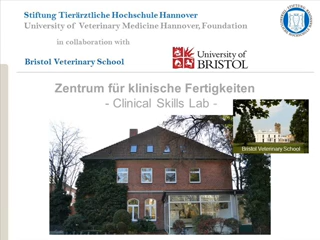 Stiftung Tierärztliche Hochschule Hannover
University of Veterinary Medicine Hannover, Foundation
in collaboration with
Bristol Veterinary School
University of
BRISTOL
Zentrum für klinische Fertigkeiten
- Clinical Skills Lab -
Bristol Veterinary School